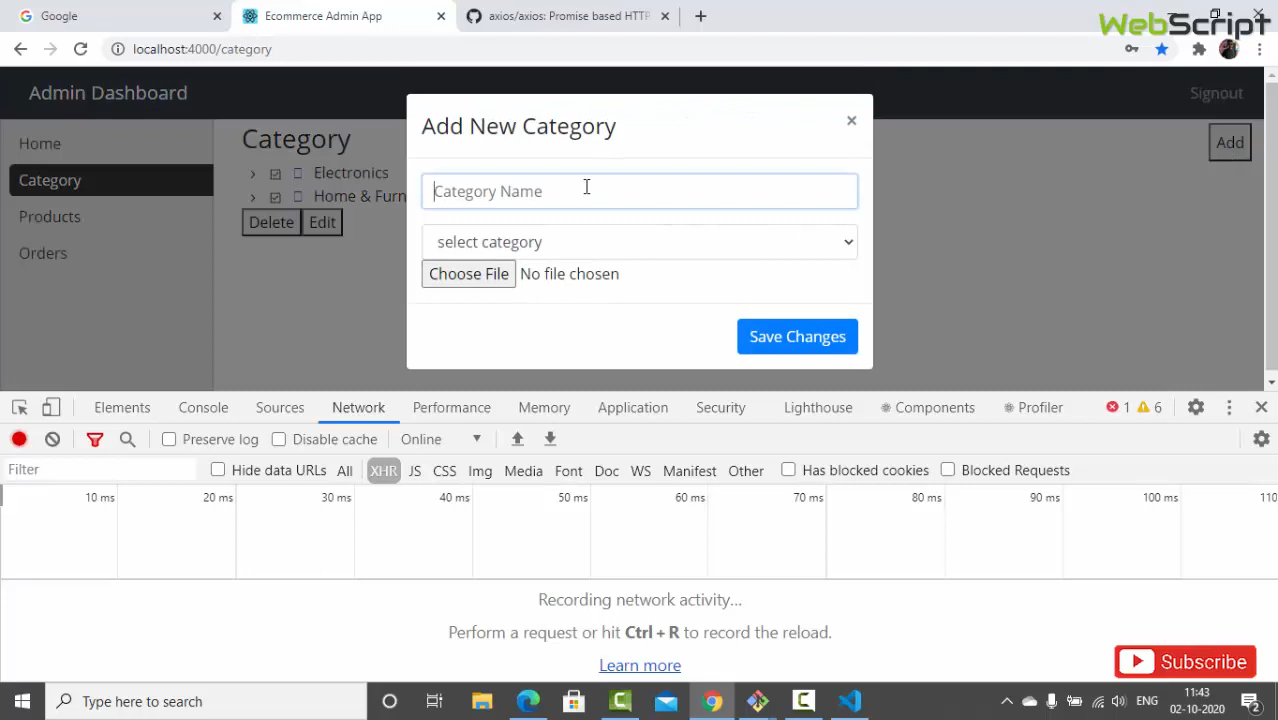 Google
Ecommerce Admin App
axios/axios: Promise based HTTP
WebScript
localhost:4000/category
Admin Dashboard
Signout
Add New Category
×
Home
Category
Add
Electronics
Category
Category Name
Home & Furn
Products
Delete
Edit
Orders
select category
Choose File
No file chosen
Save Changes
Elements Console Sources Network Performance Memory Application Security Lighthouse Components Profiler 1 6
Preserve log Disable cache Online
Filter
Hide data URLs All XHR JS CSS Img Media Font Doc WS Manifest Other Has blocked cookies Blocked Requests
10 ms 20 ms 30 ms 40 ms 50 ms 60 ms 70 ms 80 ms 90 ms 100 ms 110
Recording network activity...
Perform a request or hit Ctrl + R to record the reload.
Learn more
Subscribe
Type here to search
ENG
11:43
02-10-2020
2